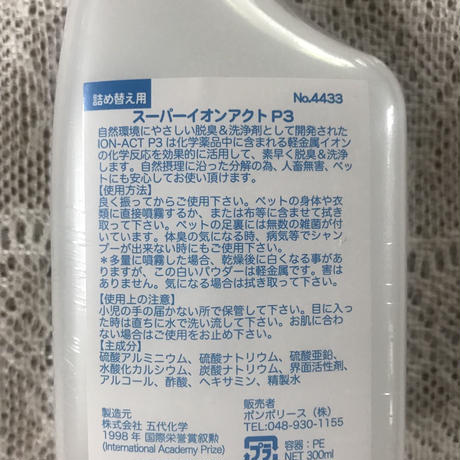 詰め替え用
No.4433
スーパーイオンアクト P3
自然環境にやさしい脱臭&洗浄剤として開発された
ION-ACT P3 は化学薬品中に含まれる軽金属イオン
の化学反応を効果的に活用して、素早く脱臭&洗浄
します。自然摂理に沿った分解の為、人畜無害、ペット
にも安心してお使い頂けます。
【使用方法】
良く振ってからご使用下さい。ペットの身体や衣
類に直接噴霧するか、または布等に含ませて拭き
取って下さい。ペットの足裏には無数の雑菌が付
いています。体臭の気になる時、病気等でシャン
プーが出来ない時にもご使用下さい。
*多量に噴霧した場合、乾燥後に白くなる事があ
りますが、この白いパウダーは軽金属です。害は
ありません。気になる場合は拭き取って下さい。
【使用上の注意】
小児の手の届かない所で保管して下さい。目に入っ
た時は直ちに水で洗い流して下さい。お肌に合わ
ない場合はご使用をお止め下さい。
【主成分】
硫酸アルミニウム、硫酸ナトリウム、硫酸亜鉛、
水酸化カルシウム、炭酸ナトリウム、界面活性剤、
アルコール、酢酸、ヘキサミン、精製水
製造元
株式会社 五代化学
1998年 国際栄誉賞叙勲
(International Academy Prize)
販売者
ボンポリース(株)
TEL:048-930-1155
プラ
容器:PE
NET 300ml